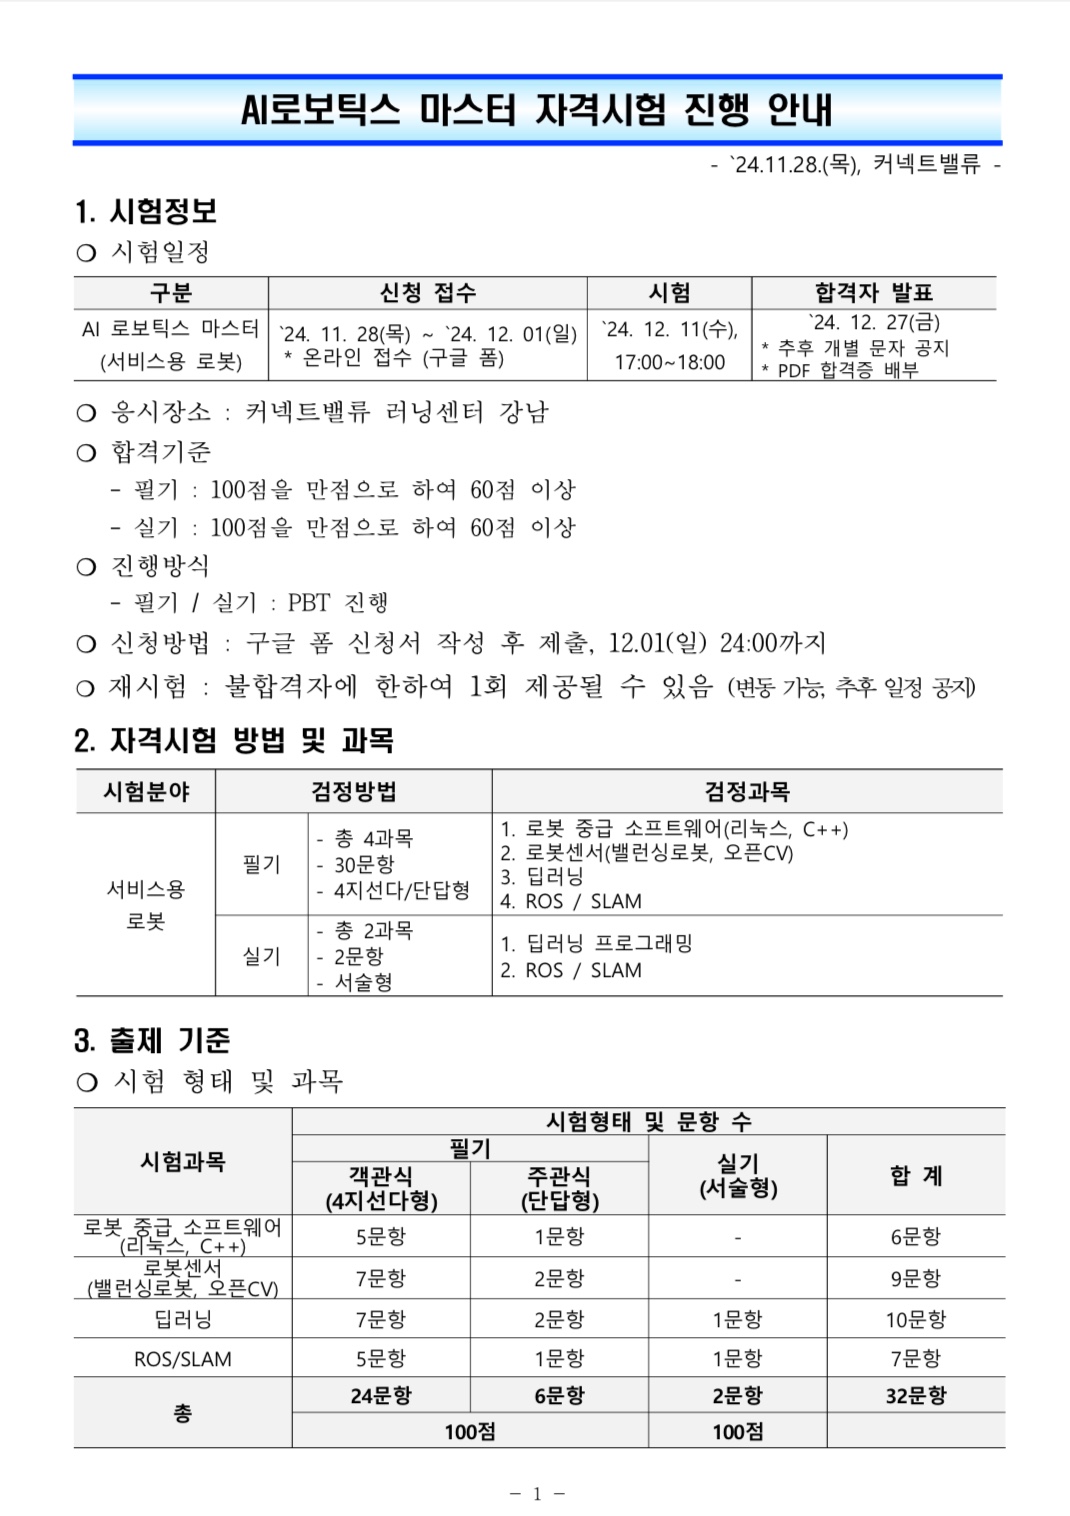 AI로보틱스 마스터 자격시험 진행 안내
- `24.11.28.(목), 커넥트밸류 -
1. 시험정보
❍ 시험일정
구분 신청 접수 시험 합격자 발표
AI 로보틱스 마스터
(서비스용 로봇)
`24. 11. 28(목) ~ `24. 12. 01(일)
* 온라인 접수 (구글 폼)
`24. 12. 11(수),
17:00~18:00
`24. 12. 27(금)
* 추후 개별 문자 공지
* PDF 합격증 배부
❍ 응시장소 : 커넥트밸류 러닝센터 강남
❍ 합격기준
- 필기 : 100점을 만점으로 하여 60점 이상
- 실기 : 100점을 만점으로 하여 60점 이상
❍ 진행방식
- 필기 / 실기 : PBT 진행
❍ 신청방법 : 구글 폼 신청서 작성 후 제출, 12.01(일) 24:00까지
❍ 재시험 : 불합격자에 한하여 1회 제공될 수 있음 (변동 가능, 추후 일정 공지)
2. 자격시험 방법 및 과목
시험분야 검정방법 검정과목
서비스용
로봇
필기
- 총 4과목
- 30문항
- 4지선다/단답형
1. 로봇 중급 소프트웨어(리눅스, C++)
2. 로봇센서(밸런싱로봇, 오픈CV)
3. 딥러닝
4. ROS / SLAM
실기
- 총 2과목
- 2문항
- 서술형
1. 딥러닝 프로그래밍
2. ROS / SLAM
3. 출제 기준
❍ 시험 형태 및 과목
시험과목
시험형태 및 문항 수
필기
객관식
(4지선다형)
주관식
(단답형)
실기
(서술형)
합 계
로봇 중급 소프트웨어
(리눅스, C++)
5문항 1문항 - 6문항
로봇센서
(밸런싱로봇, 오픈CV)
7문항 2문항 - 9문항
딥러닝 7문항 2문항 1문항 10문항
ROS/SLAM 5문항 1문항 1문항 7문항
총
24문항 6문항 2문항 32문항
100점 100점
- 1 -